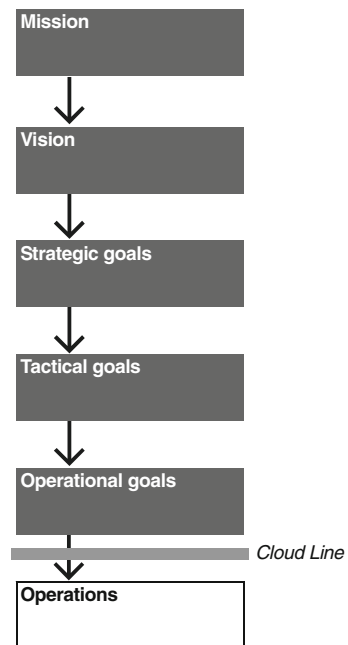 Mission
Vision
Strategic goals
Tactical goals
Operational goals
Cloud Line
Operations